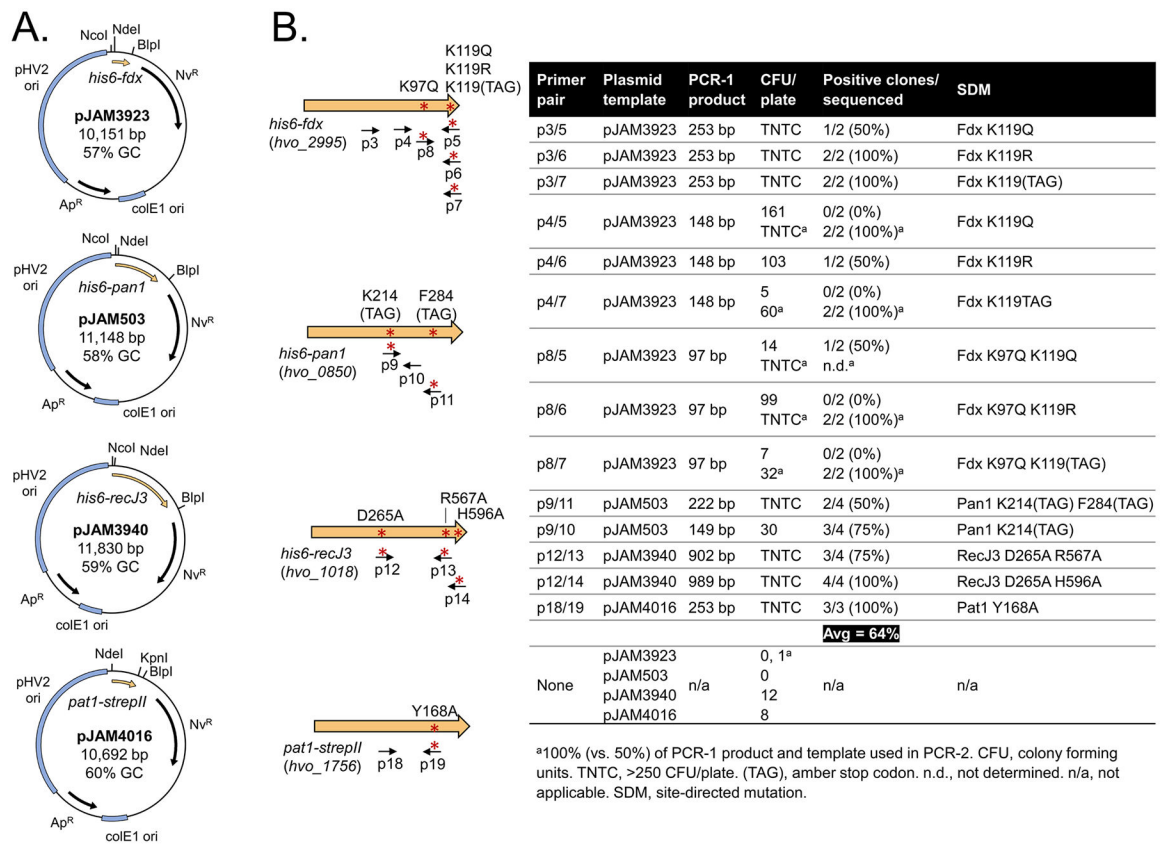 A.
NcoI
NdeI
BlpI
pHV2
ori
his6-fdx
NvR
pJAM3923
10,151 bp
57% GC
ApR
colE1 ori
NcoI
NdeI
pHV2
ori
BlpI
his6-pan1
pJAM503
11,148 bp
58% GC
NvR
ApR
colE1 ori
NcoI
NdeI
pHV2
ori
his6-recJ3
BlpI
pJAM3940
11,830 bp
59% GC
NvR
ApR
colE1 ori
NdeI
KpnI
BlpI
pHV2
ori
pat1-strepII
NvR
pJAM4016
10,692 bp
60% GC
ApR
colE1 ori
B.
K119Q
K119R
K97Q K119(TAG)
* *
his6-fdx
(hvo_2995)
p3
p4
* p8
* p5
* p6
* p7
K214
(TAG)
F284
(TAG)
* *
his6-pan1
(hvo_0850)
* p9
p10
* p11
R567A
D265A
H596A
* * *
his6-recJ3
(hvo_1018)
* p12
* p13
* p14
Y168A
*
pat1-strepII
(hvo_1756)
p18
* p19
Primer pair Plasmid template PCR-1 product CFU/ plate Positive clones/ sequenced SDM
p3/5 pJAM3923 253 bp TNTC 1/2 (50%) Fdx K119Q
p3/6 pJAM3923 253 bp TNTC 2/2 (100%) Fdx K119R
p3/7 pJAM3923 253 bp TNTC 2/2 (100%) Fdx K119(TAG)
161 0/2 (0%)
p4/5 pJAM3923 148 bp Fdx K119Q
TNTCa 2/2 (100%)a
p4/6 pJAM3923 148 bp 103 1/2 (50%) Fdx K119R
5 0/2 (0%)
p4/7 pJAM3923 148 bp Fdx K119TAG
60a 2/2 (100%)a
14 1/2 (50%)
p8/5 pJAM3923 97 bp Fdx K97Q K119Q
TNTCa n.d.a
99 0/2 (0%)
p8/6 pJAM3923 97 bp Fdx K97Q K119R
TNTCa 2/2 (100%)a
7 0/2 (0%)
p8/7 pJAM3923 97 bp Fdx K97Q K119(TAG)
32a 2/2 (100%)a
p9/11 pJAM503 222 bp TNTC 2/4 (50%) Pan1 K214(TAG) F284(TAG)
p9/10 pJAM503 149 bp 30 3/4 (75%) Pan1 K214(TAG)
p12/13 pJAM3940 902 bp TNTC 3/4 (75%) RecJ3 D265A R567A
p12/14 pJAM3940 989 bp TNTC 4/4 (100%) RecJ3 D265A H596A
p18/19 pJAM4016 253 bp TNTC 3/3 (100%) Pat1 Y168A
Avg = 64%
pJAM3923 0, 1a
pJAM503 0
None n/a n/a n/a
pJAM3940 12
pJAM4016 8
a100% (vs. 50%) of PCR-1 product and template used in PCR-2. CFU, colony forming
units. TNTC, >250 CFU/plate. (TAG), amber stop codon. n.d., not determined. n/a, not
applicable. SDM, site-directed mutation.